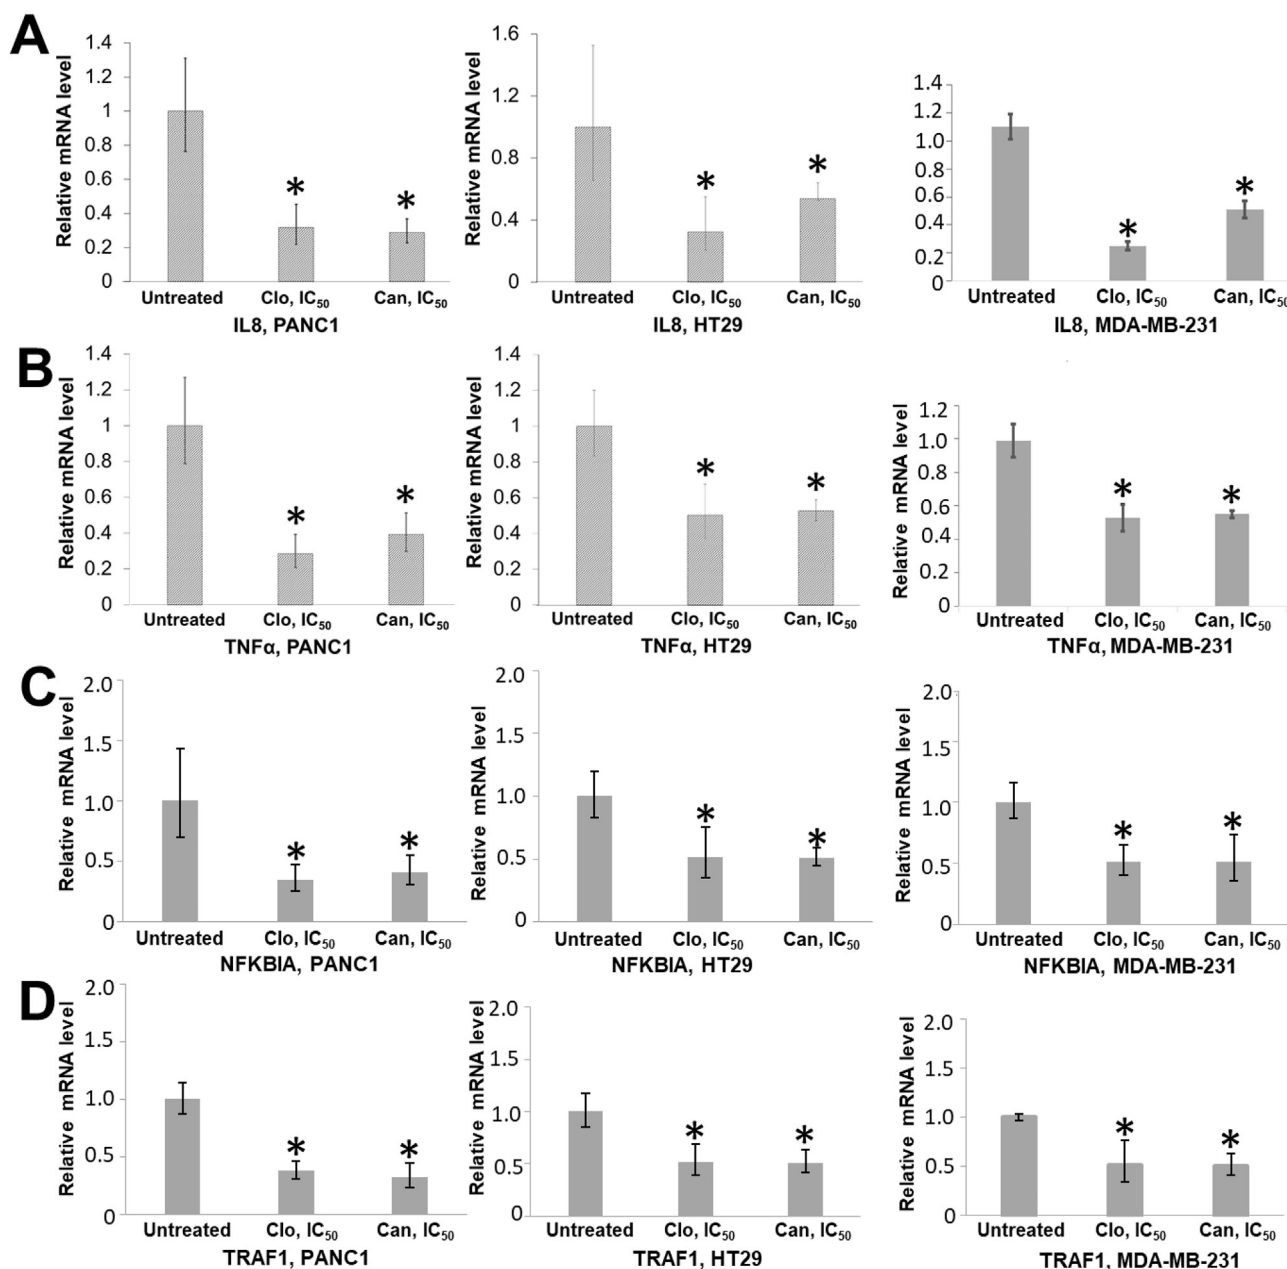 A
Relative mRNA level
1.4
1.2
1
0.8
0.6
0.4
0.2
0
*
*
Untreated Clo, IC50 Can, IC50
IL8, PANC1
Relative mRNA level
1.6
1.2
0.8
0.4
0
*
*
Untreated Clo, IC50 Can, IC50
IL8, HT29
Relative mRNA level
1.4
1.2
1.0
0.8
0.6
0.4
0.2
0
*
*
Untreated Clo, IC50 Can, IC50
IL8, MDA-MB-231
B
Relative mRNA level
1.4
1.2
1
0.8
0.6
0.4
0.2
0
*
*
Untreated Clo, IC50 Can, IC50
TNFα, PANC1
Relative mRNA level
1.4
1.2
1
0.8
0.6
0.4
0.2
0
*
*
Untreated Clo, IC50 Can, IC50
TNFα, HT29
Relative mRNA level
1.2
1.0
0.8
0.6
0.4
0.2
0
*
*
Untreated Clo, IC50 Can, IC50
TNFα, MDA-MB-231
C
Relative mRNA level
2.0
1.5
1.0
0.5
0
*
*
Untreated Clo, IC50 Can, IC50
NFKBIA, PANC1
Relative mRNA level
2.0
1.5
1.0
0.5
0
*
*
Untreated Clo, IC50 Can, IC50
NFKBIA, HT29
Relative mRNA level
2.0
1.5
1.0
0.5
0
*
*
Untreated Clo, IC50 Can, IC50
NFKBIA, MDA-MB-231
D
Relative mRNA level
2.0
1.5
1.0
0.5
0
*
*
Untreated Clo, IC50 Can, IC50
TRAF1, PANC1
Relative mRNA level
2.0
1.5
1.0
0.5
0
*
*
Untreated Clo, IC50 Can, IC50
TRAF1, HT29
Relative mRNA level
2.0
1.5
1.0
0.5
0
*
*
Untreated Clo, IC50 Can, IC50
TRAF1, MDA-MB-231